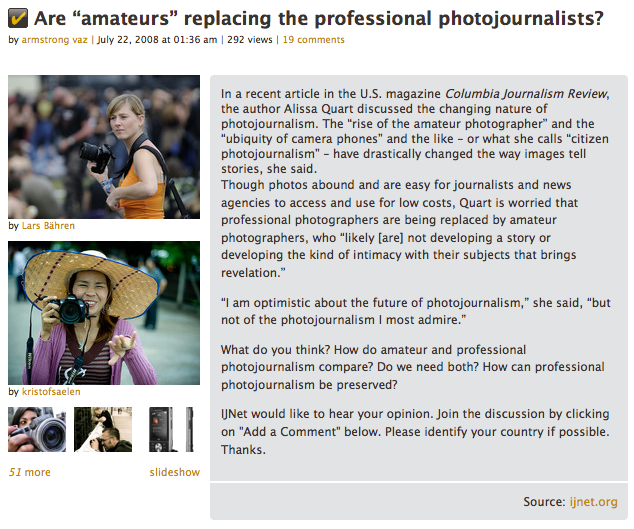 Are “amateurs” replacing the professional photojournalists?
by armstrong vaz | July 22, 2008 at 01:36 am | 292 views | 19 comments
by Lars Bähren
by kristofsaelen
51 more
slideshow
In a recent article in the U.S. magazine Columbia Journalism Review,
the author Alissa Quart discussed the changing nature of
photojournalism. The “rise of the amateur photographer” and the
“ubiquity of camera phones” and the like – or what she calls “citizen
photojournalism” – have drastically changed the way images tell
stories, she said.
Though photos abound and are easy for journalists and news
agencies to access and use for low costs, Quart is worried that
professional photographers are being replaced by amateur
photographers, who “likely [are] not developing a story or
developing the kind of intimacy with their subjects that brings
revelation.”
“I am optimistic about the future of photojournalism,” she said, “but
not of the photojournalism I most admire.”
What do you think? How do amateur and professional
photojournalism compare? Do we need both? How can professional
photojournalism be preserved?
IJNet would like to hear your opinion. Join the discussion by clicking
on "Add a Comment" below. Please identify your country if possible.
Thanks.
Source: ijnet.org